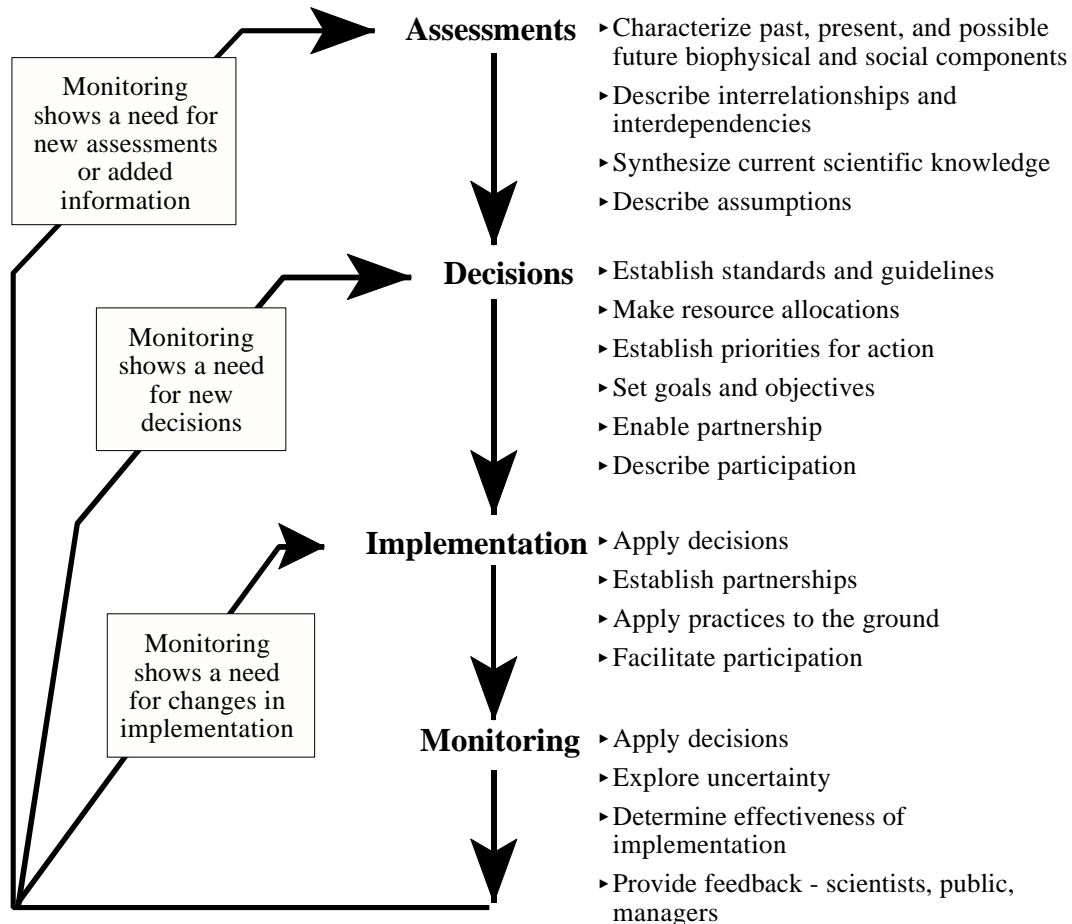 Assessments
▸Characterize past, present, and possible
future biophysical and social components
▸Describe interrelationships and
interdependencies
▸Synthesize current scientific knowledge
▸Describe assumptions
Monitoring
shows a need for
new assessments
or added
information
Decisions
▸Establish standards and guidelines
▸Make resource allocations
▸Establish priorities for action
▸Set goals and objectives
▸Enable partnership
▸Describe participation
Monitoring
shows a need
for new
decisions
Implementation
▸Apply decisions
▸Establish partnerships
▸Apply practices to the ground
▸Facilitate participation
Monitoring
shows a need
for changes in
implementation
Monitoring
▸Apply decisions
▸Explore uncertainty
▸Determine effectiveness of
implementation
▸Provide feedback - scientists, public,
managers